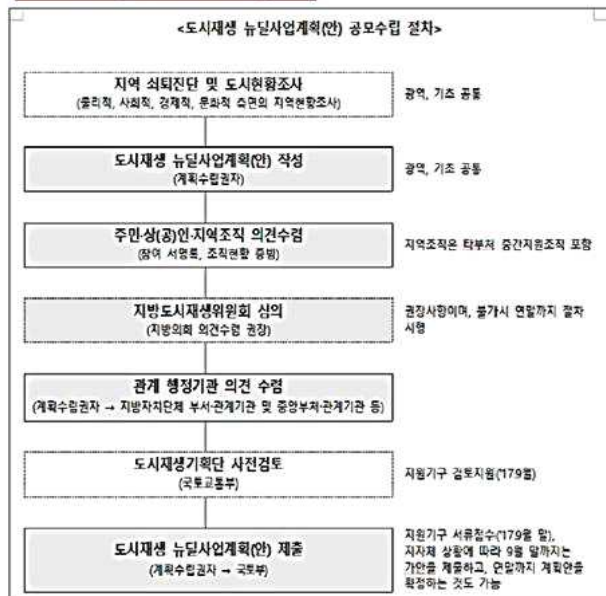 <도시재생 뉴딜사업계획(안) 공모수립 절차>
지역 쇠퇴진단 및 도시현황조사
(물리적, 사회적, 경제적, 문화적 측면의 지역현황조사)
광역, 기초 공통
도시재생 뉴딜사업계획(안) 작성
(계획수립권자)
광역, 기초 공통
주민·상(공)인·지역조직 의견수렴
(참여 서명록, 조직현황 증빙)
지역조직은 타부처 중간지원조직 포함
지방도시재생위원회 심의
(지방의회 의견수렴 권장)
권장사항이며, 불가시 연말까지 절차
시행
관계 행정기관 의견 수렴
(계획수립권자 → 지방자치단체 부서·관계기관 및 중앙부처·관계기관 등)
도시재생기획단 사전검토
(국토교통부)
지원기구 검토지원('17.9월)
도시재생 뉴딜사업계획(안) 제출
(계획수립권자 → 국토부)
지원기구 서류접수('17.9월 말),
지자체 상황에 따라 9월 말까지는
가안을 제출하고, 연말까지 계획안을
확정하는 것도 가능